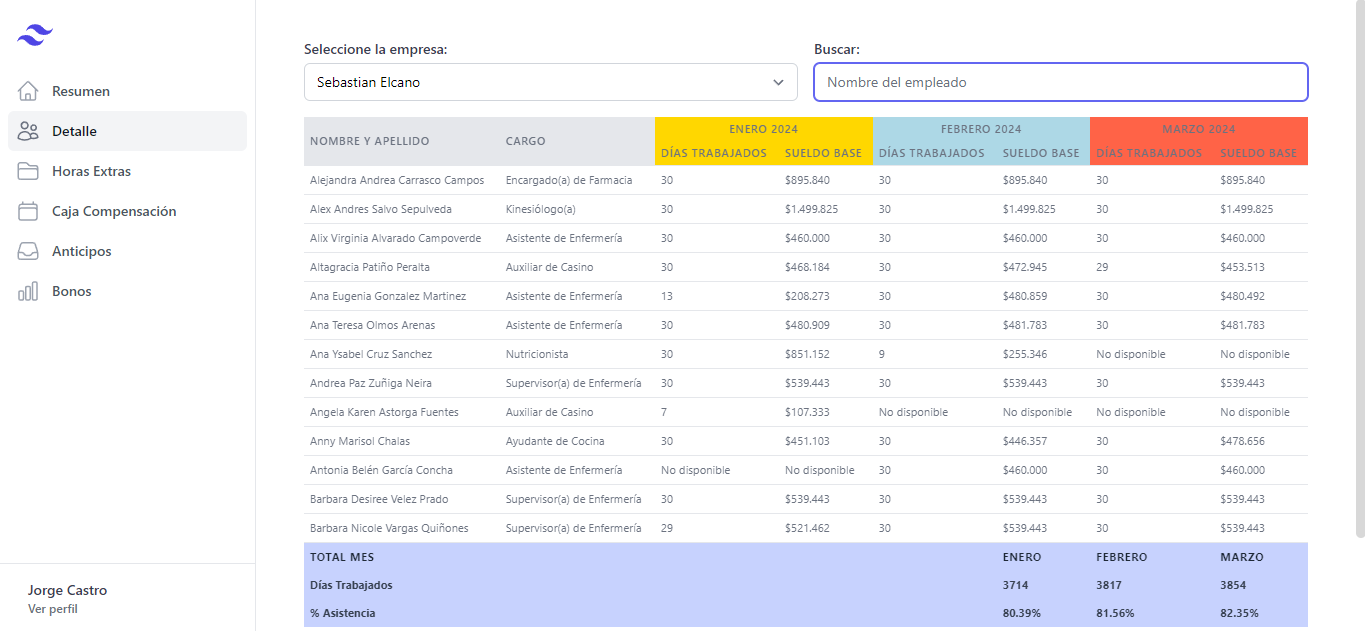 Seleccione la empresa:
Buscar:
Sebastian Elcano
Nombre del empleado
Resumen
Detalle
Horas Extras
Caja Compensación
Anticipos
Bonos
Jorge Castro
Ver perfil
ENERO 2024 FEBRERO 2024 MARZO 2024
NOMBRE Y APELLIDO CARGO DÍAS TRABAJADOS SUELDO BASE DÍAS TRABAJADOS SUELDO BASE DÍAS TRABAJADOS SUELDO BASE
Alejandra Andrea Carrasco Campos Encargado(a) de Farmacia 30 $895.840 30 $895.840 30 $895.840
Alex Andres Salvo Sepulveda Kinesiólogo(a) 30 $1.499.825 30 $1.499.825 30 $1.499.825
Alix Virginia Alvarado Campoverde Asistente de Enfermería 30 $460.000 30 $460.000 30 $460.000
Altagracia Patiño Peralta Auxiliar de Casino 30 $468.184 30 $472.945 29 $453.513
Ana Eugenia Gonzalez Martinez Asistente de Enfermería 13 $208.273 30 $480.859 30 $480.492
Ana Teresa Olmos Arenas Asistente de Enfermería 30 $480.909 30 $481.783 30 $481.783
Ana Ysabel Cruz Sanchez Nutricionista 30 $851.152 9 $255.346 No disponible No disponible
Andrea Paz Zuñiga Neira Supervisor(a) de Enfermería 30 $539.443 30 $539.443 30 $539.443
Angela Karen Astorga Fuentes Auxiliar de Casino 7 $107.333 No disponible No disponible No disponible No disponible
Anny Marisol Chalas Ayudante de Cocina 30 $451.103 30 $446.357 30 $478.656
Antonia Belén García Concha Asistente de Enfermería No disponible No disponible 30 $460.000 30 $460.000
Barbara Desiree Velez Prado Supervisor(a) de Enfermería 30 $539.443 30 $539.443 30 $539.443
Barbara Nicole Vargas Quiñones Supervisor(a) de Enfermería 29 $521.462 30 $539.443 30 $539.443
TOTAL MES ENERO FEBRERO MARZO
Días Trabajados 3714 3817 3854
% Asistencia 80.39% 81.56% 82.35%